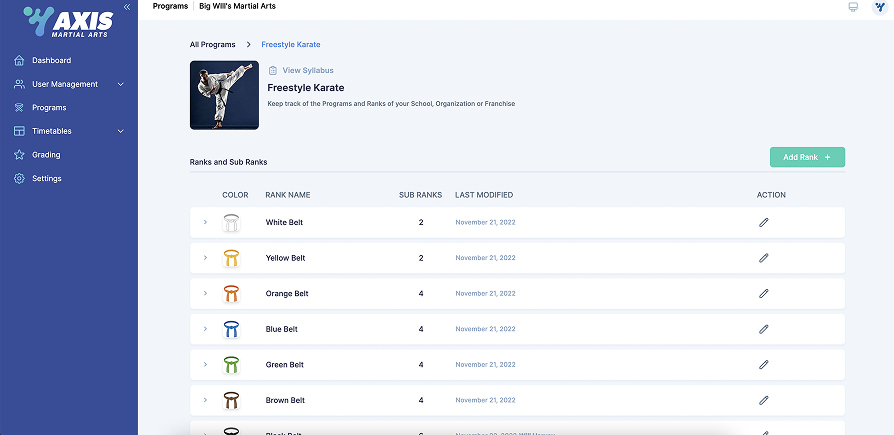 AXIS
MARTIAL ARTS
Dashboard
User Management
Programs
Timetables
Grading
Settings
Programs Big Will's Martial Arts
All Programs > Freestyle Karate
View Syllabus
Freestyle Karate
Keep track of the Programs and Ranks of your School, Organization or Franchise
Ranks and Sub Ranks
Add Rank +
COLOR RANK NAME SUB RANKS LAST MODIFIED ACTION
White Belt 2 November 21, 2022
Yellow Belt 2 November 21, 2022
Orange Belt 4 November 21, 2022
Blue Belt 4 November 21, 2022
Green Belt 4 November 21, 2022
Brown Belt 4 November 21, 2022
Black Belt